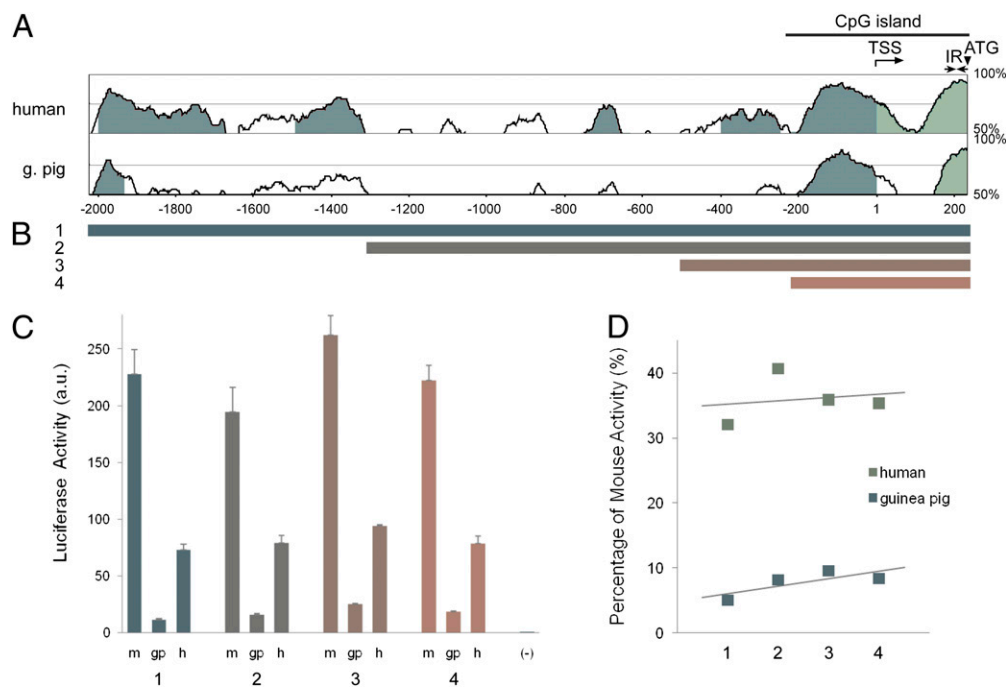 A
CpG island
TSS
IR
ATG
100%
human
50%
100%
g. pig
50%
-2000 -1800 -1600 -1400 -1200 -1000 -800 -600 -400 -200 1 200
B
1
2
3
4
C
Luciferase Activity (a.u.)
250
200
150
100
50
0
m gp h m gp h m gp h m gp h (-)
1 2 3 4
D
Percentage of Mouse Activity (%)
40
30
20
10
0
human
guinea pig
1 2 3 4